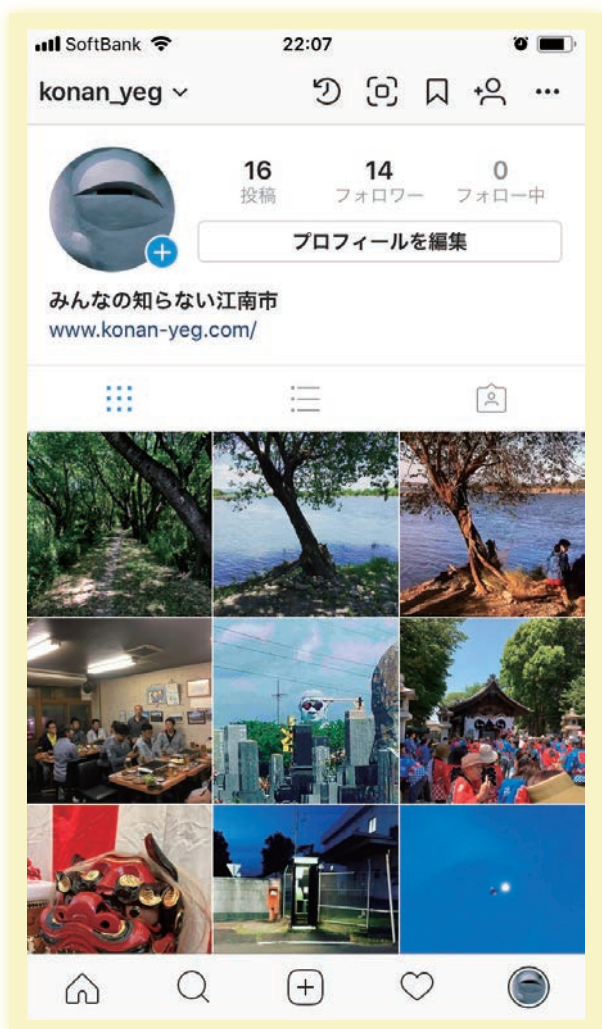 SoftBank 22:07
konan_yeg
16 14 0
投稿 フォロワー フォロー中
プロフィールを編集
みんなの知らない江南市
www.konan-yeg.com/